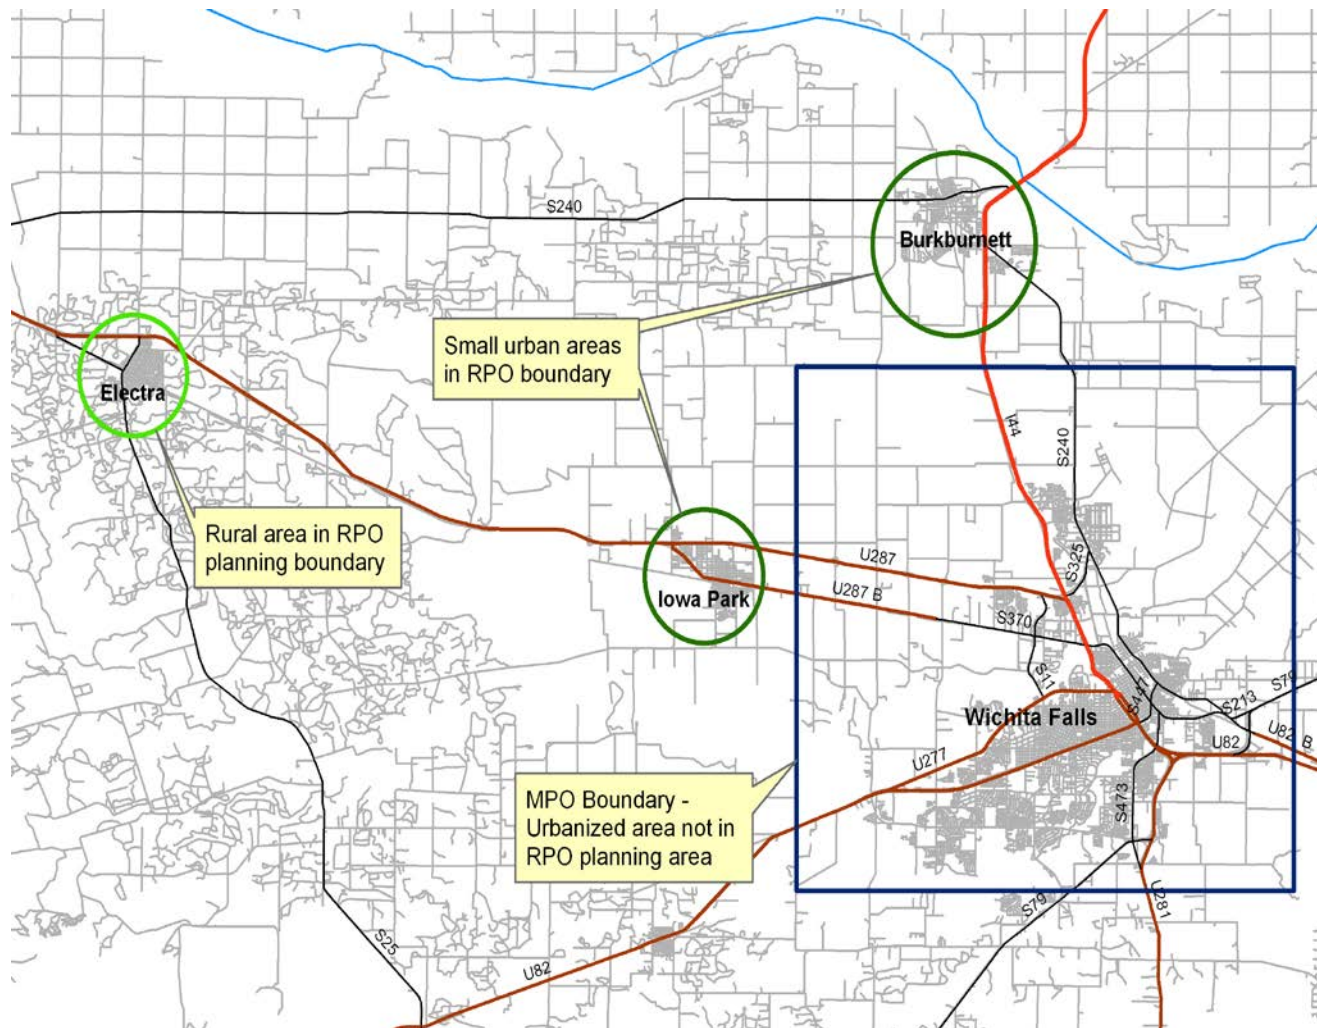 S240
Burkburnett
Small urban areas
in RPO boundary
Electra
I44
S240
Rural area in RPO
planning boundary
U287
S325
U287 B
Iowa Park
S370
S11
S447
Wichita Falls
S213
S79
U82 B
U82
U277
MPO Boundary -
Urbanized area not in
RPO planning area
S473
S79
U281
S25
U82